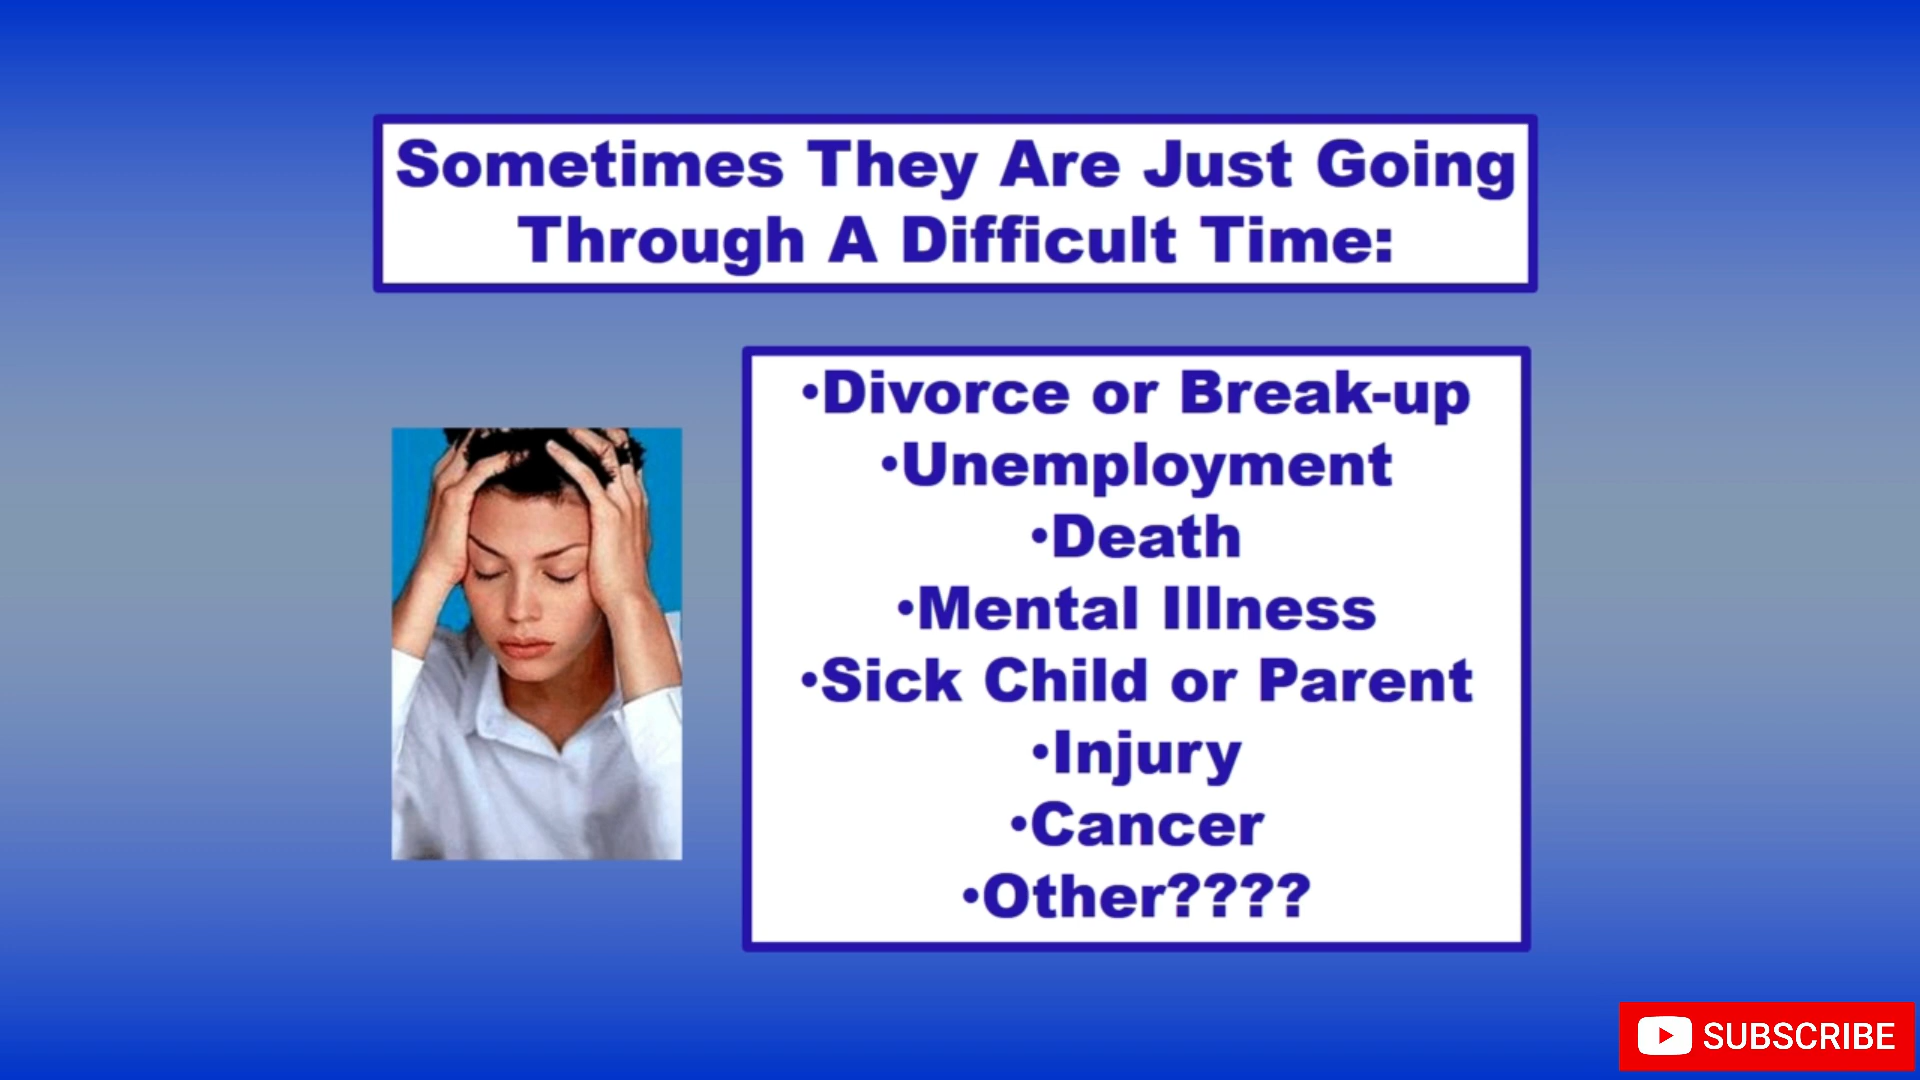 Sometimes They Are Just Going
Through A Difficult Time:
•Divorce or Break-up
•Unemployment
•Death
•Mental Illness
•Sick Child or Parent
•Injury
•Cancer
•Other????
SUBSCRIBE